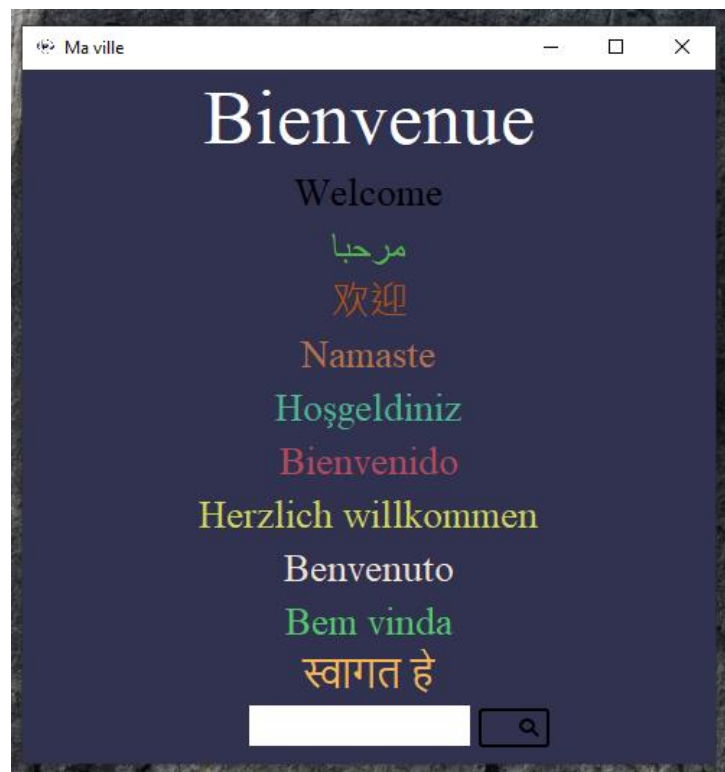 Ma ville
Bienvenue
Welcome
مرحبا
欢迎
Namaste
Hoşgeldiniz
Bienvenido
Herzlich willkommen
Benvenuto
Bem vinda
स्वागत हे